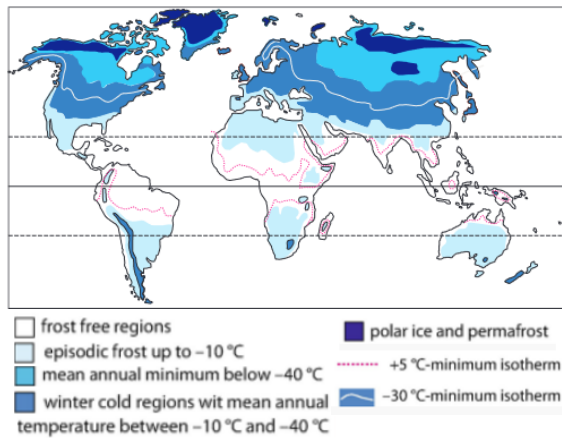 frost free regions
episodic frost up to –10 °C
mean annual minimum below –40 °C
winter cold regions wit mean annual
temperature between –10 °C and –40 °C
polar ice and permafrost
+5 °C-minimum isotherm
–30 °C-minimum isotherm